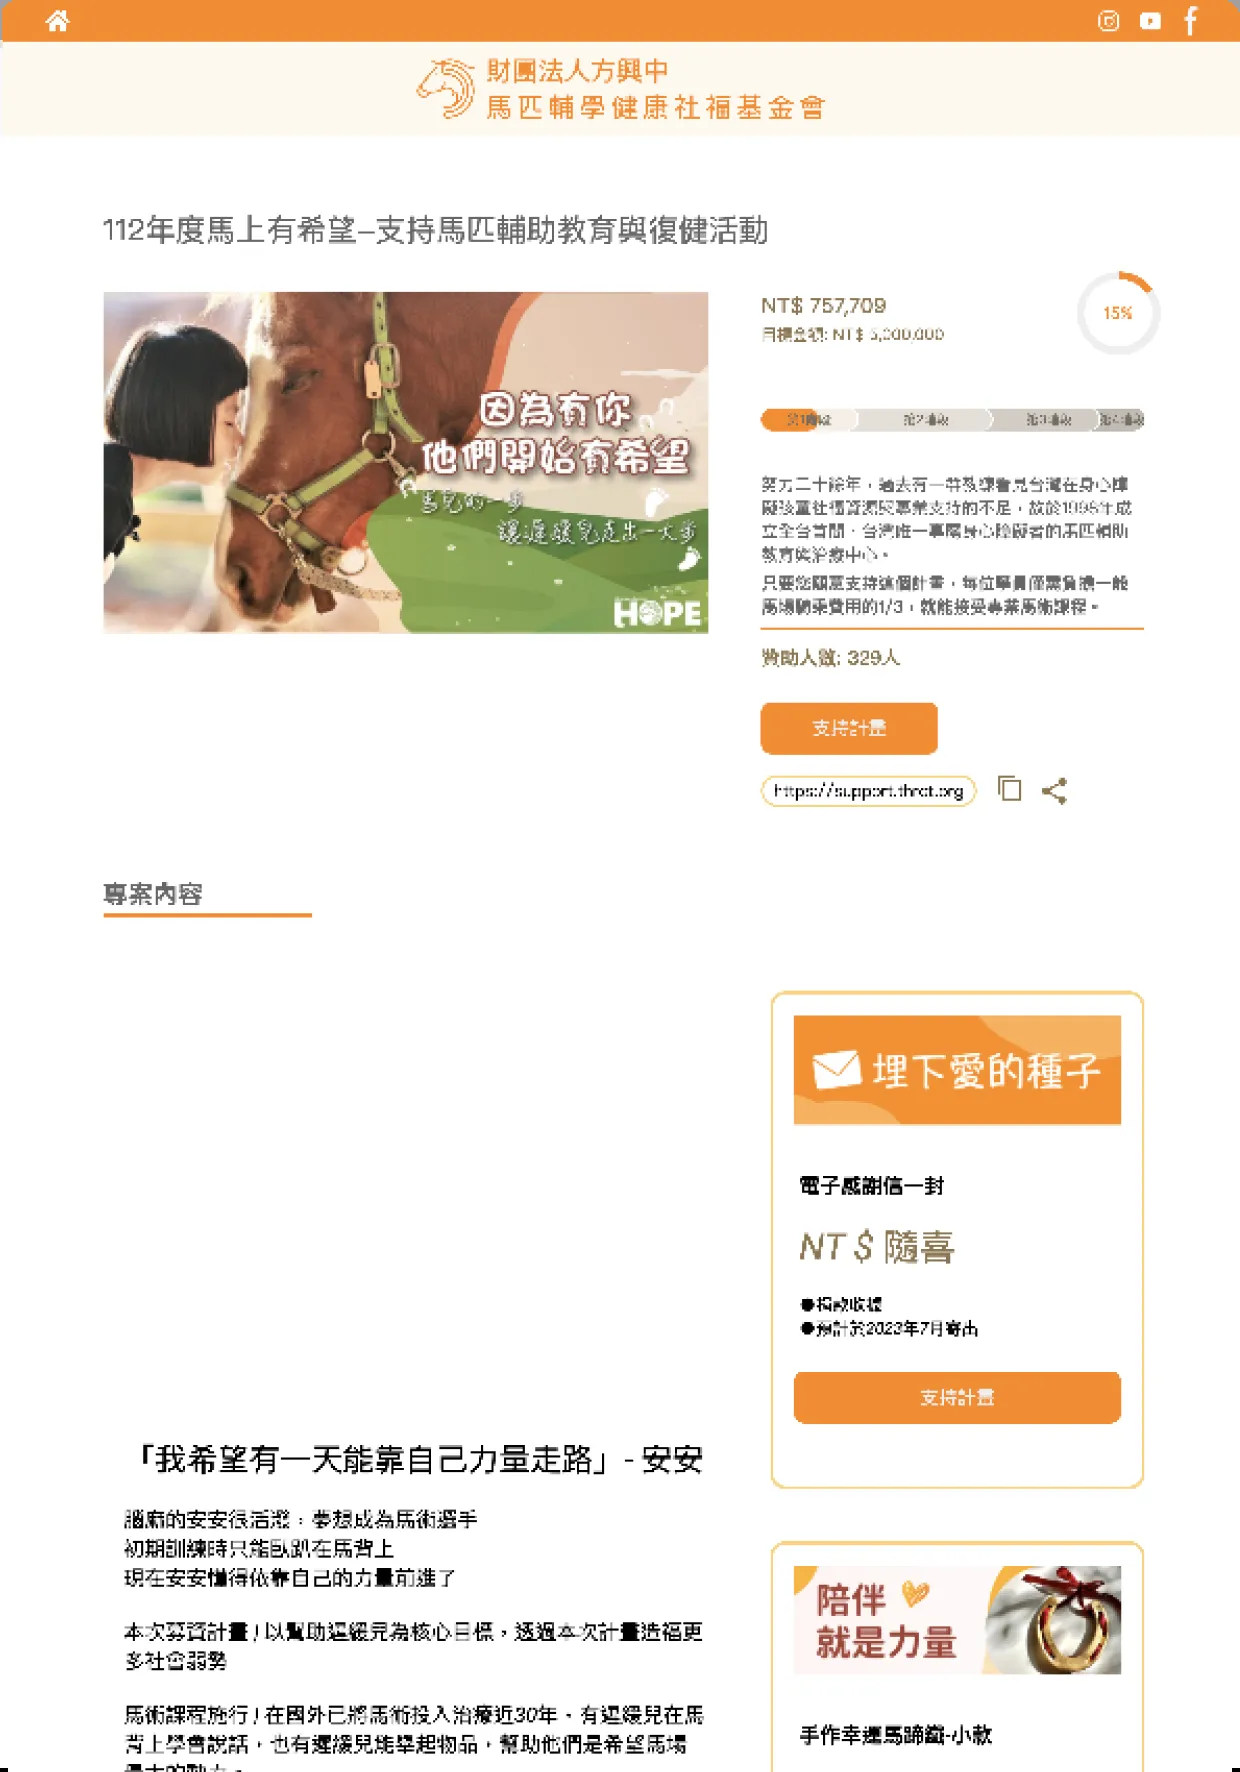 財團法人方興中
馬匹輔學健康社福基金會
112年度馬上有希望–支持馬匹輔助教育與復健活動
因為有你
他們開始有希望
馬兒的一步
讓遲緩兒走出一大步
HOPE
NT$ 757,709
目標金額: NT$ 5,000,000
15%
第1階段 第2階段 第3階段 第4階段
二十餘年，過去有一群教練看見台灣在身心障
礙孩童社福資源與專業支持的不足，故於1998年成
立全台首間，台灣唯一專屬身心障礙者的馬匹輔助
教育與治療中心。
只要您願意支持這個計畫，每位學員僅需負擔一般
馬場騎乘費用的1/3，就能接受專業馬術課程。
贊助人數: 329人
支持計畫
https://support.thrct.org
專案內容
埋下愛的種子
電子感謝信一封
NT $ 隨喜
●捐款收據
●預計於2023年7月寄出
支持計畫
「我希望有一天能靠自己力量走路」- 安安
腦麻的安安很活潑，夢想成為馬術選手
初期訓練時只能臥趴在馬背上
現在安安懂得依靠自己的力量前進了
本次募資計畫！以幫助遲緩兒為核心目標，透過本次計畫造福更
多社會弱勢
馬術課程施行！在國外已將馬術投入治療近30年，有遲緩兒在馬
背上學會說話，也有遲緩兒能舉起物品，幫助他們是希望馬場
最大的動力。
陪伴
就是力量
手作幸運馬蹄鐵-小款